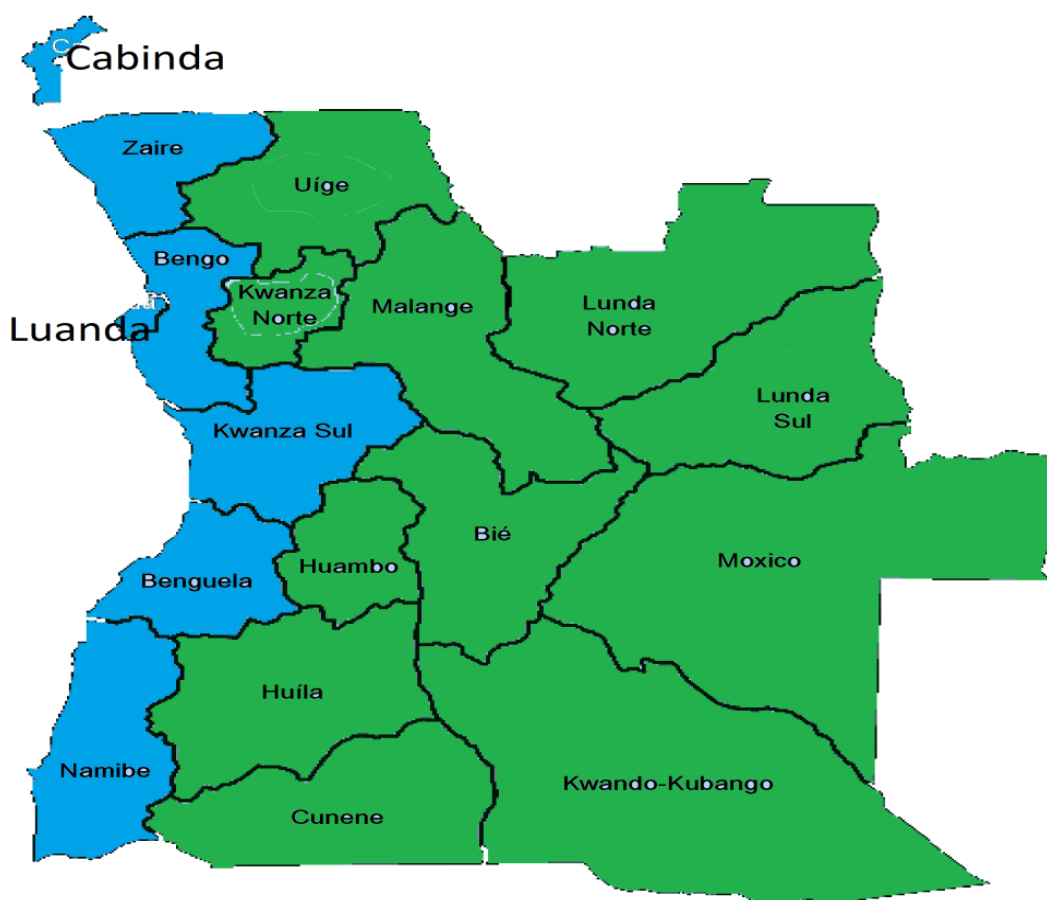 Cabinda
Zaire
Uíge
Bengo
Kwanza
Norte
Malange
Lunda
Norte
Luanda
Lunda
Sul
Kwanza Sul
Bié
Huambo
Moxico
Benguela
Huíla
Namibe
Kwando-Kubango
Cunene